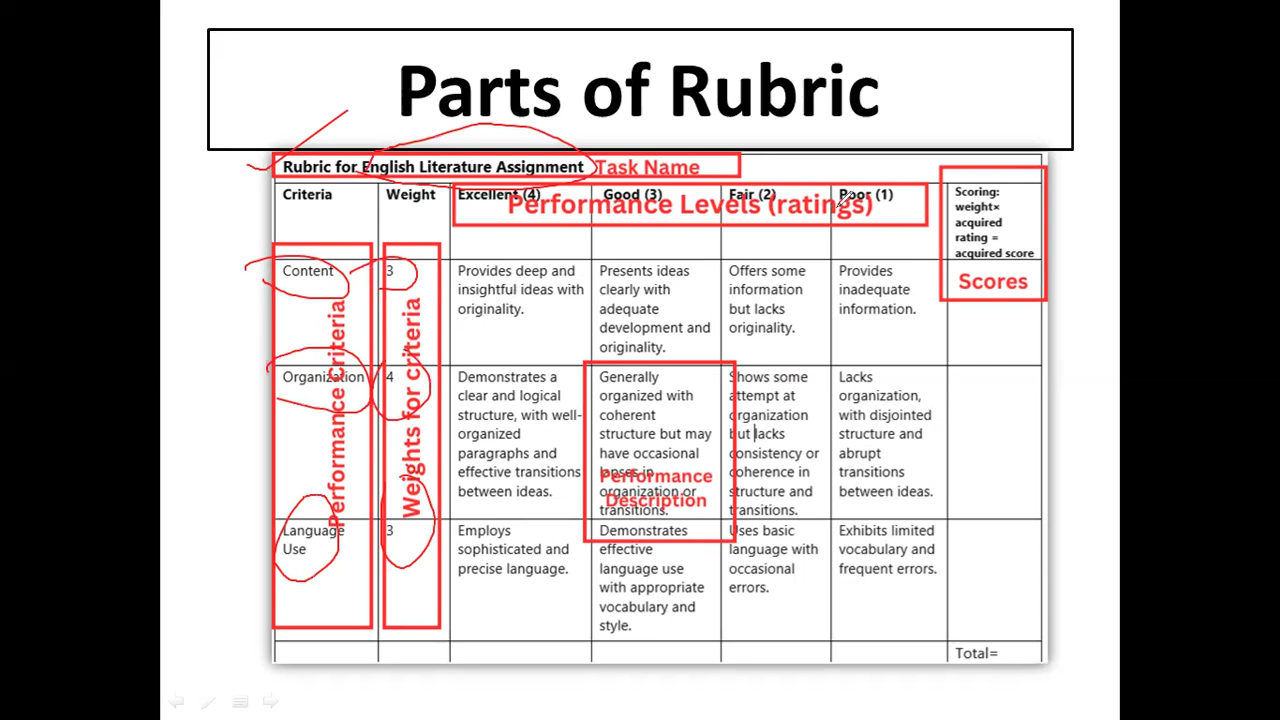 Parts of Rubric
Rubric for English Literature Assignment Task Name
Criteria
Weight
Excellent (4)
Good (3)
Fair (2)
Poor (1)
Performance Levels (ratings)
Scoring:
weight×
acquired
rating =
acquired score
Scores
Content
3
Provides deep and
insightful ideas with
originality.
Presents ideas
clearly with
adequate
development and
originality.
Offers some
information
but lacks
originality.
Provides
inadequate
information.
Performance Criteria
Weights for criteria
Organization
4
Demonstrates a
clear and logical
structure, with well-
organized
paragraphs and
effective transitions
between ideas.
Generally
organized with
coherent
structure but may
have occasional
lapses in
organization or
transitions.
Performance
Description
Shows some
attempt at
organization
but lacks
consistency or
coherence in
structure and
transitions.
Lacks
organization,
with disjointed
structure and
abrupt
transitions
between ideas.
Language
Use
3
Employs
sophisticated and
precise language.
Demonstrates
effective
language use
with appropriate
vocabulary and
style.
Uses basic
language with
occasional
errors.
Exhibits limited
vocabulary and
frequent errors.
Total=